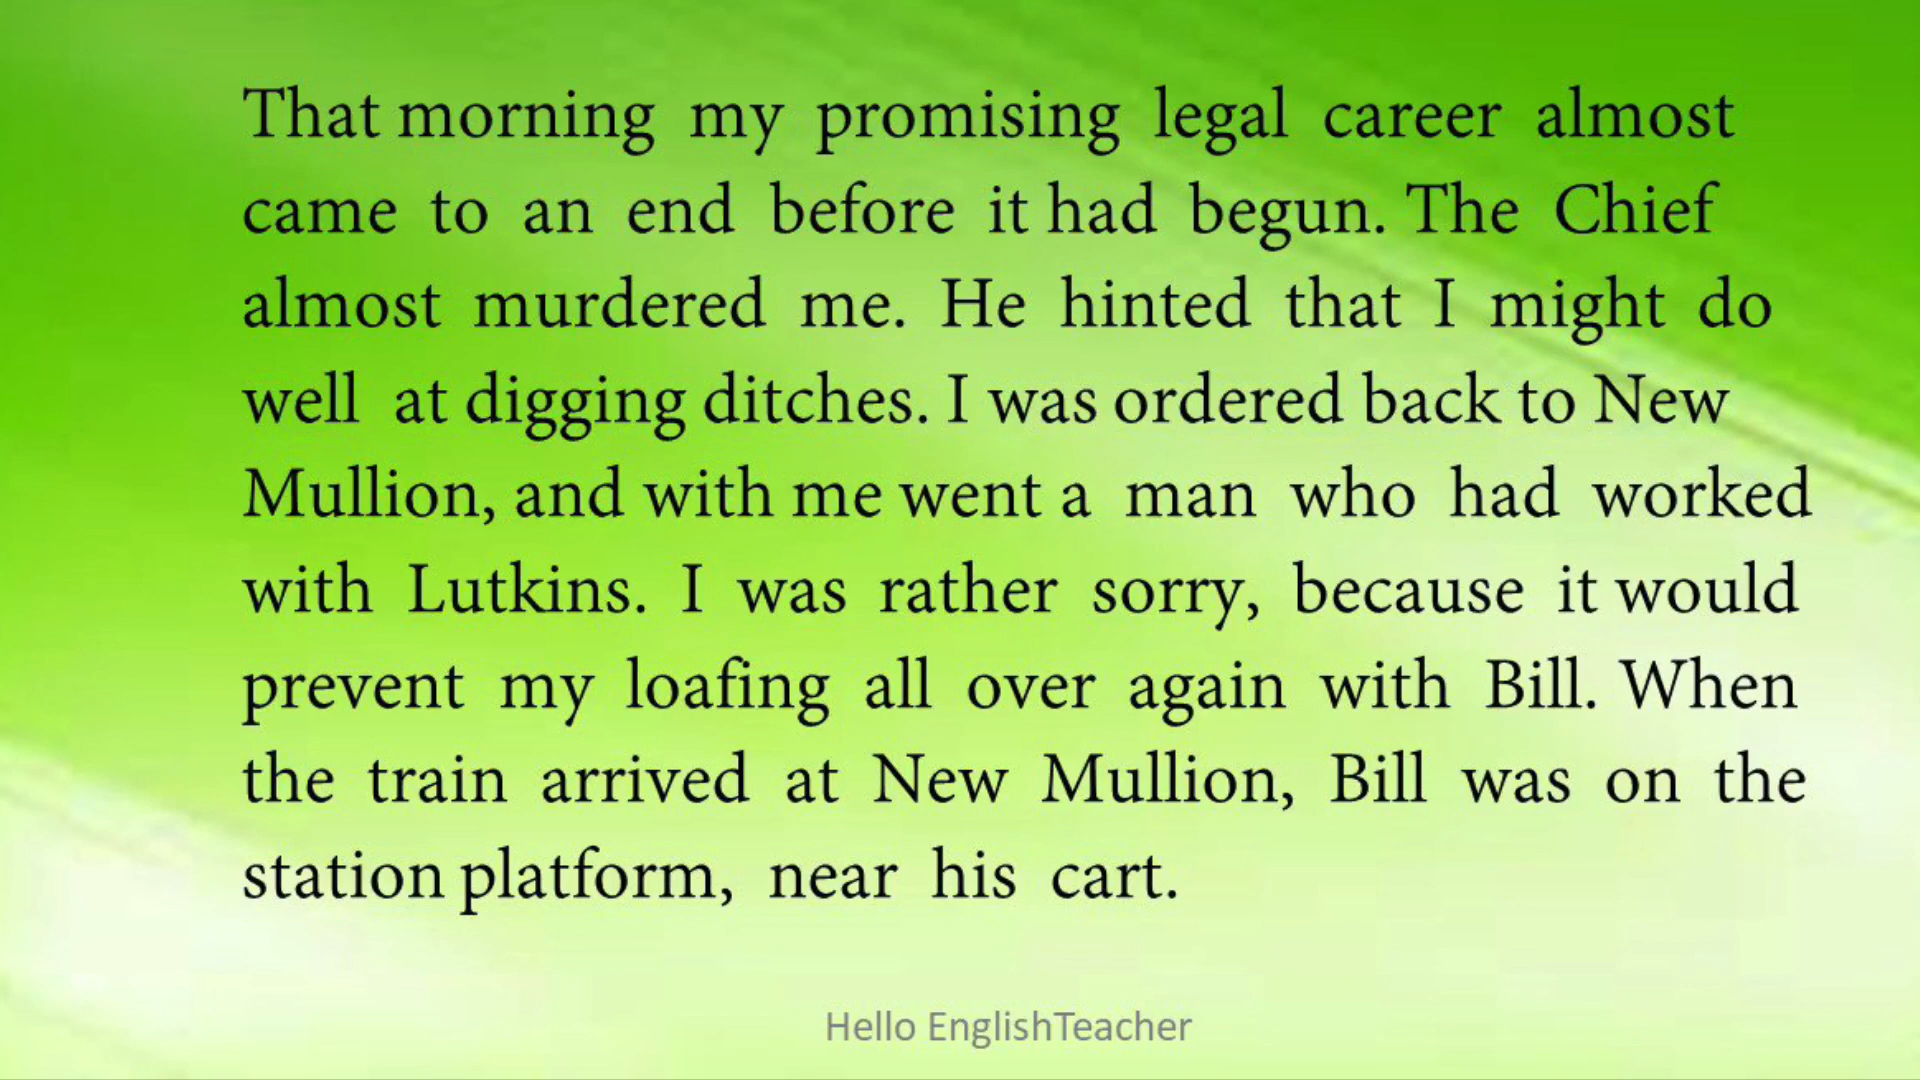 That morning my promising legal career almost
came to an end before it had begun. The Chief
almost murdered me. He hinted that I might do
well at digging ditches. I was ordered back to New
Mullion, and with me went a man who had worked
with Lutkins. I was rather sorry, because it would
prevent my loafing all over again with Bill. When
the train arrived at New Mullion, Bill was on the
station platform, near his cart.
Hello EnglishTeacher